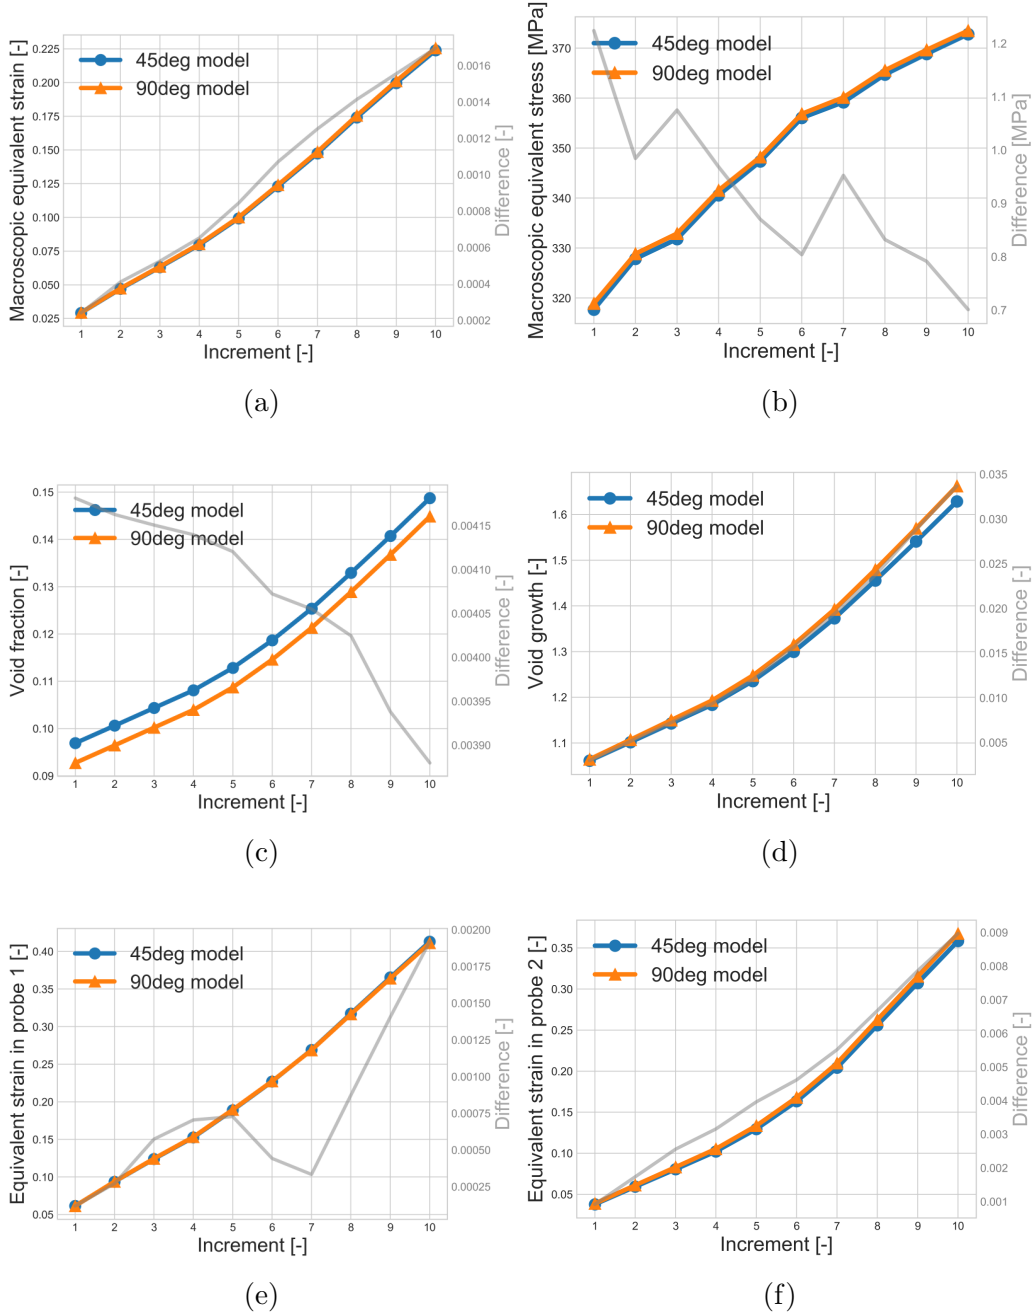 Macroscopic equivalent strain [-]
0.225
0.200
0.175
0.150
0.125
0.100
0.075
0.050
0.025
45deg model
90deg model
0.0016
0.0014
0.0012
0.0010
0.0008
0.0006
0.0004
0.0002
Difference [-]
1 2 3 4 5 6 7 8 9 10
Increment [-]
(a)
Macroscopic equivalent stress [MPa]
370
360
350
340
330
320
45deg model
90deg model
1.2
1.1
1.0
0.9
0.8
0.7
Difference [MPa]
1 2 3 4 5 6 7 8 9 10
Increment [-]
(b)
Void fraction [-]
0.15
0.14
0.13
0.12
0.11
0.10
0.09
45deg model
90deg model
0.00415
0.00410
0.00405
0.00400
0.00395
0.00390
Difference [-]
1 2 3 4 5 6 7 8 9 10
Increment [-]
(c)
Void growth [-]
1.6
1.5
1.4
1.3
1.2
1.1
45deg model
90deg model
0.035
0.030
0.025
0.020
0.015
0.010
0.005
Difference [-]
1 2 3 4 5 6 7 8 9 10
Increment [-]
(d)
Equivalent strain in probe 1 [-]
0.40
0.35
0.30
0.25
0.20
0.15
0.10
0.05
45deg model
90deg model
0.00200
0.00175
0.00150
0.00125
0.00100
0.00075
0.00050
0.00025
Difference [-]
1 2 3 4 5 6 7 8 9 10
Increment [-]
(e)
Equivalent strain in probe 2 [-]
0.35
0.30
0.25
0.20
0.15
0.10
0.05
45deg model
90deg model
0.009
0.008
0.007
0.006
0.005
0.004
0.003
0.002
0.001
Difference [-]
1 2 3 4 5 6 7 8 9 10
Increment [-]
(f)